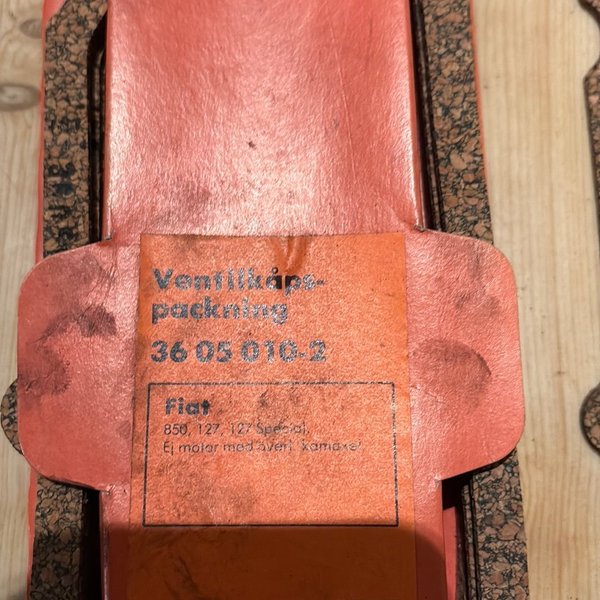 Ventilkåps-
packning
36 05 010-2
Fiat
850, 127, 127 Special.
Ej motor med överl. kamaxel.